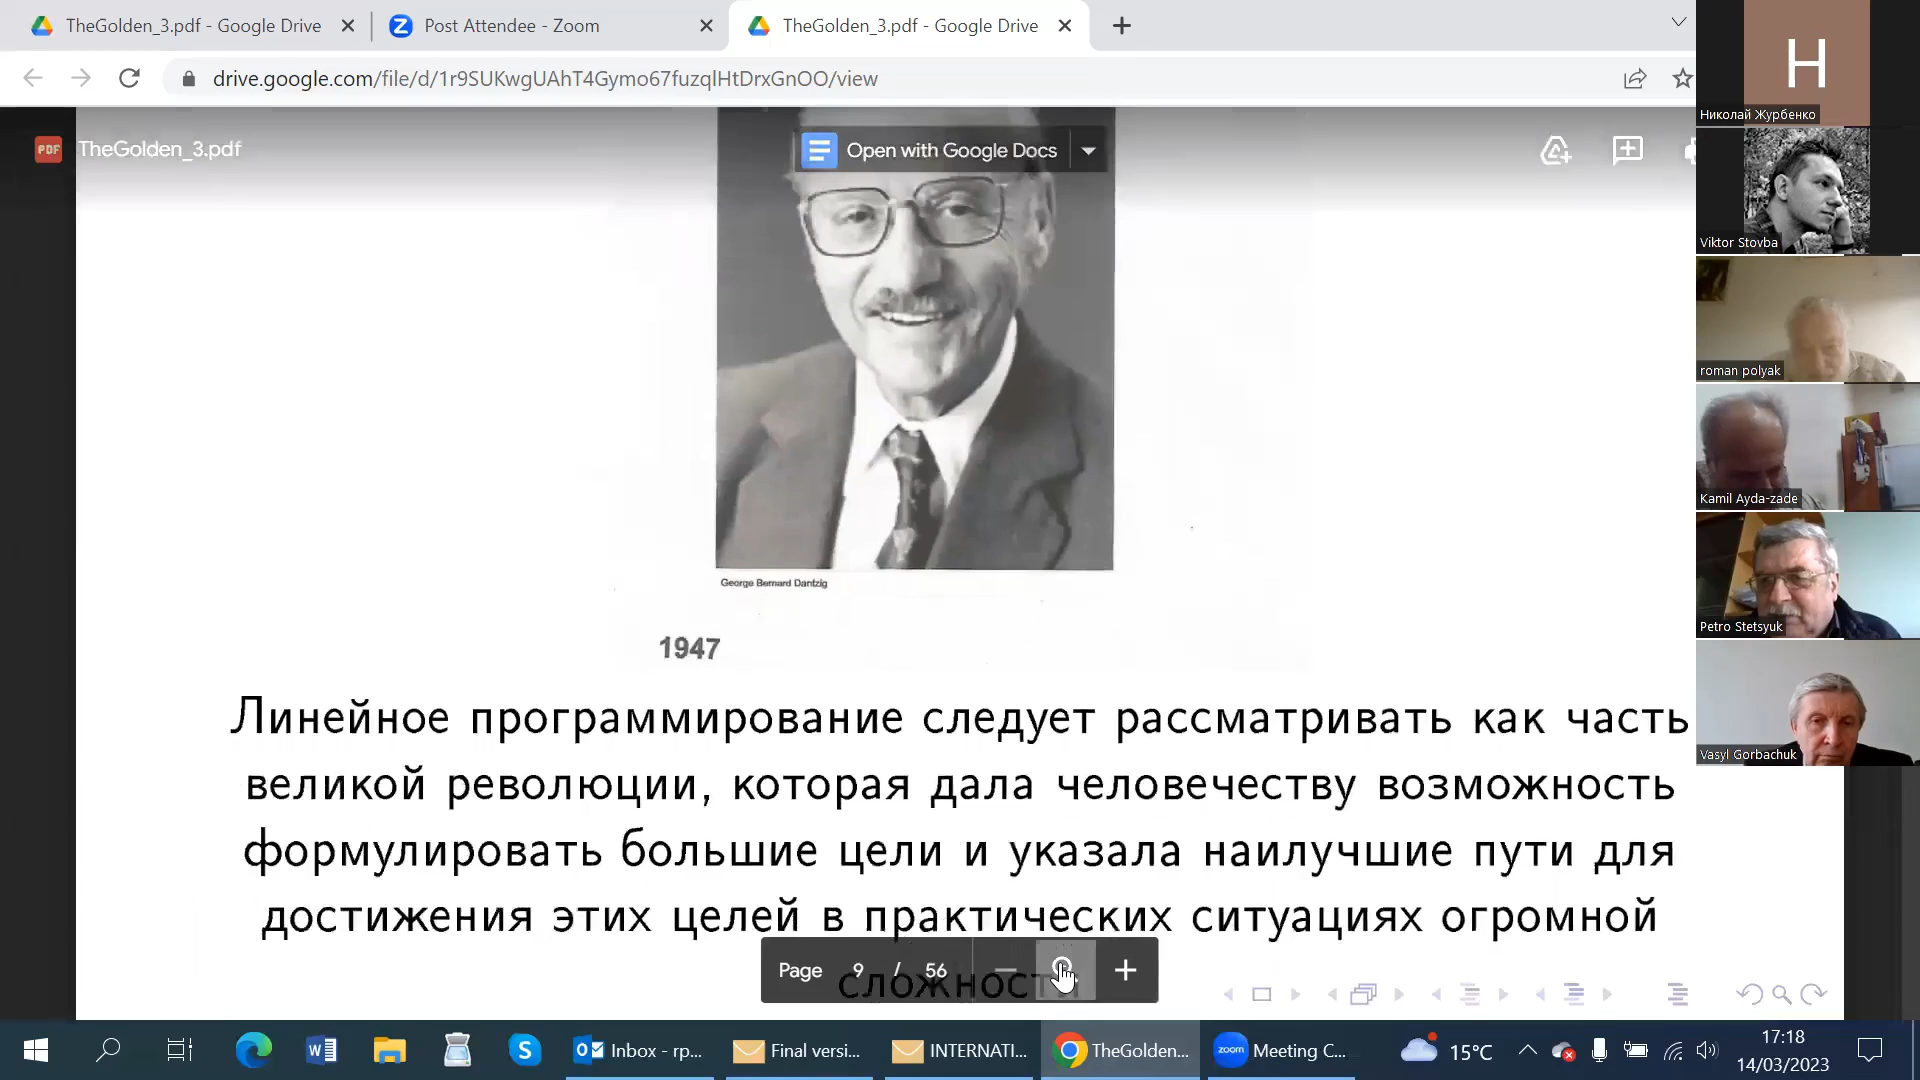 TheGolden_3.pdf - Google Drive
Post Attendee - Zoom
TheGolden_3.pdf - Google Drive
drive.google.com/file/d/1r9SUKwgUAhT4Gymo67fuzqlHtDrxGnOO/view
PDF
TheGolden_3.pdf
Open with Google Docs
George Bernard Dantzig
1947
Линейное программирование следует рассматривать как часть
великой революции, которая дала человечеству возможность
формулировать большие цели и указала наилучшие пути для
достижения этих целей в практических ситуациях огромной
сложности
Page 9 / 56
H
Николай Журбенко
Viktor Stovba
roman polyak
Kamil Ayda-zade
Petro Stetsyuk
Vasyl Gorbachuk
Inbox - rp...
Final versi...
INTERNATI...
TheGolden...
zoom
Meeting C...
15°C
17:18
14/03/2023